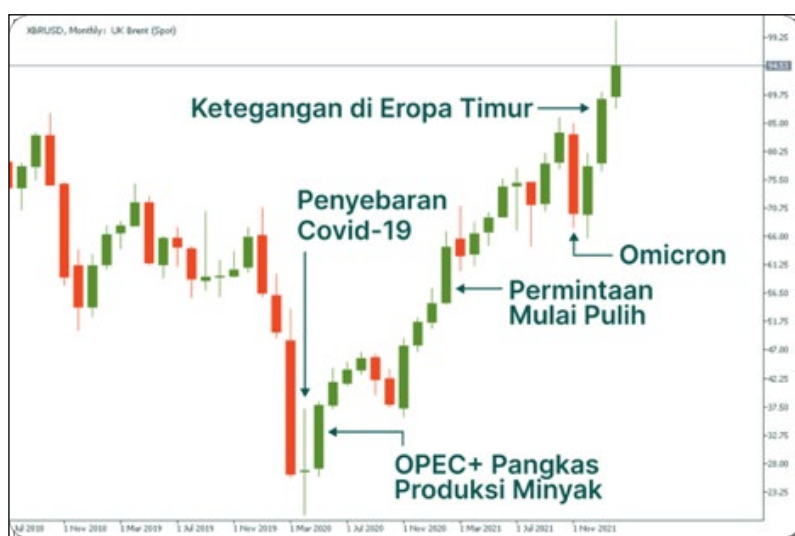 XBRUSD, Monthly: UK Brent (Spot)
99.25
94.53
Ketegangan di Eropa Timur
89.75
85.00
80.25
Penyebaran
Covid-19
75.50
70.75
66.00
Omicron
61.25
Permintaan
Mulai Pulih
56.50
51.75
47.00
42.25
37.50
32.75
OPEC+ Pangkas
Produksi Minyak
28.00
23.25
Jul 2018
1 Nov 2018
1 Mar 2019
1 Jul 2019
1 Nov 2019
1 Mar 2020
1 Jul 2020
1 Nov 2020
1 Mar 2021
1 Jul 2021
1 Nov 2021